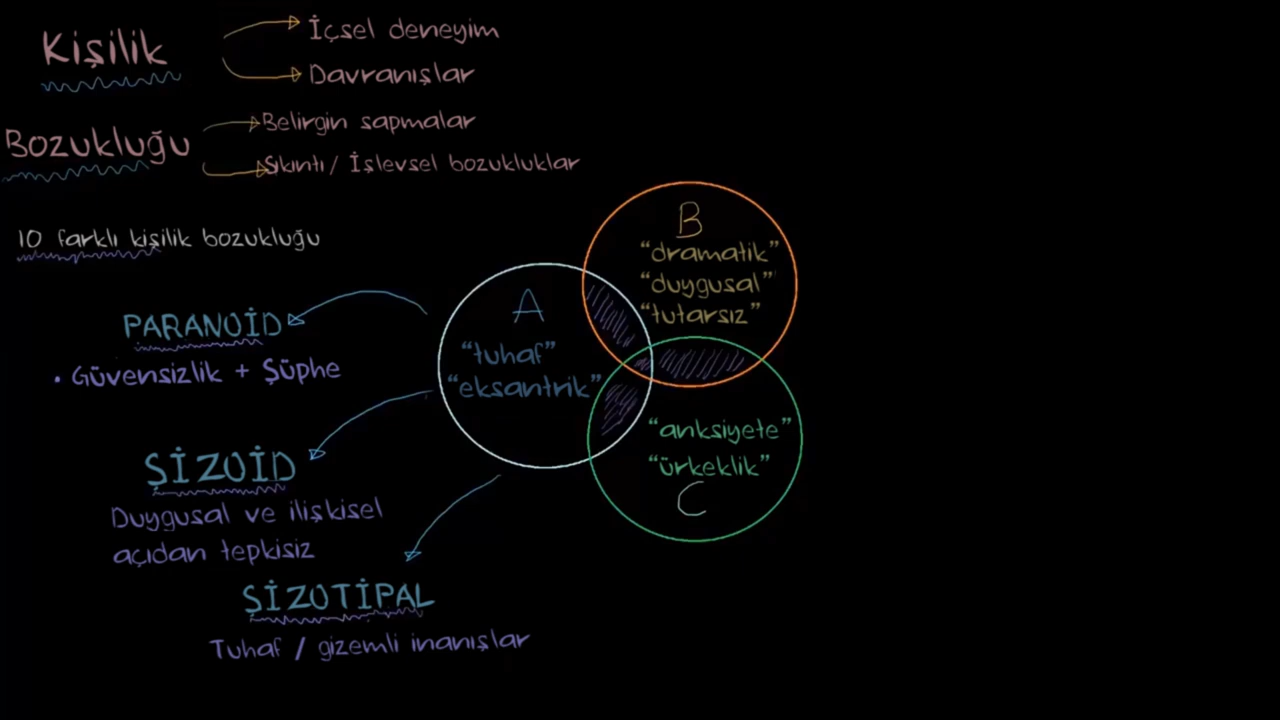 Kişilik
İçsel deneyim
Davranışlar
Bozukluğu
Belirgin sapmalar
Sıkıntı / İşlevsel bozukluklar
10 farklı kişilik bozukluğu
PARANOİD
• Güvensizlik + Şüphe
ŞİZOİD
Duygusal ve ilişkisel
açıdan tepkisiz
ŞİZOTİPAL
Tuhaf / gizemli inanışlar
A
"tuhaf"
"eksantrik"
B
"dramatik"
"duygusal"
"tutarsız"
"anksiyete"
"ürkeklik"
C